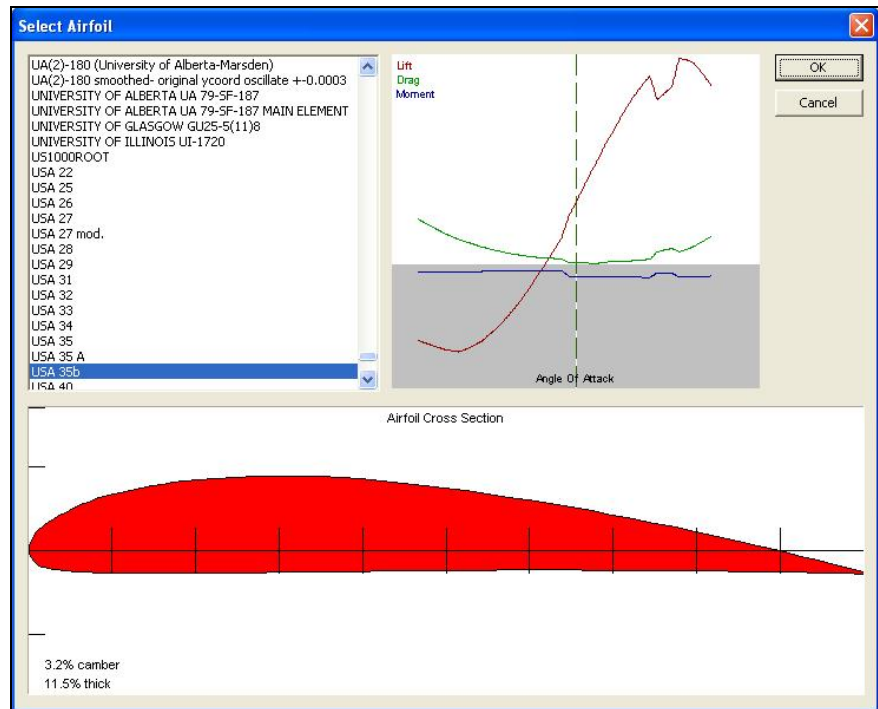 Select Airfoil
UA(2)-180 (University of Alberta-Marsden)
UA(2)-180 smoothed- original ycoord oscillate +-0.0003
UNIVERSITY OF ALBERTA UA 79-SF-187
UNIVERSITY OF ALBERTA UA 79-SF-187 MAIN ELEMENT
UNIVERSITY OF GLASGOW GU25-5(11)8
UNIVERSITY OF ILLINOIS UI-1720
US1000ROOT
USA 22
USA 25
USA 26
USA 27
USA 27 mod.
USA 28
USA 29
USA 31
USA 32
USA 33
USA 34
USA 35
USA 35 A
USA 35b
USA 40
Lift
Drag
Moment
Angle Of Attack
OK
Cancel
Airfoil Cross Section
3.2% camber
11.5% thick